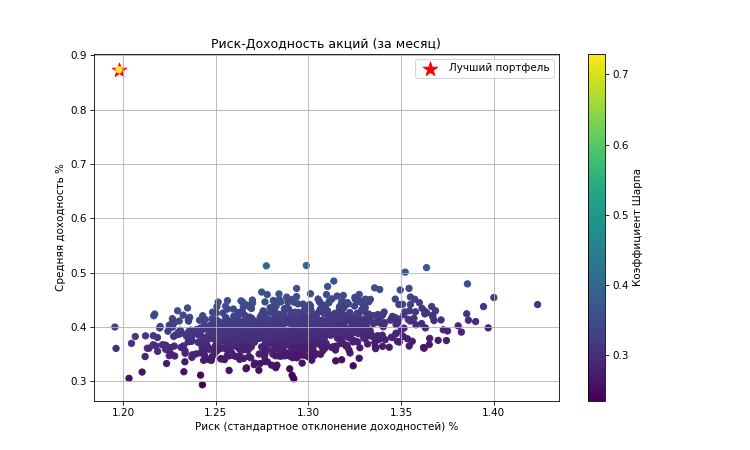 Риск-Доходность акций (за месяц)
Лучший портфель
Средняя доходность %
0.9
0.8
0.7
0.6
0.5
0.4
0.3
1.20 1.25 1.30 1.35 1.40
Риск (стандартное отклонение доходностей) %
0.7
0.6
0.5
0.4
0.3
Коэффициент Шарпа